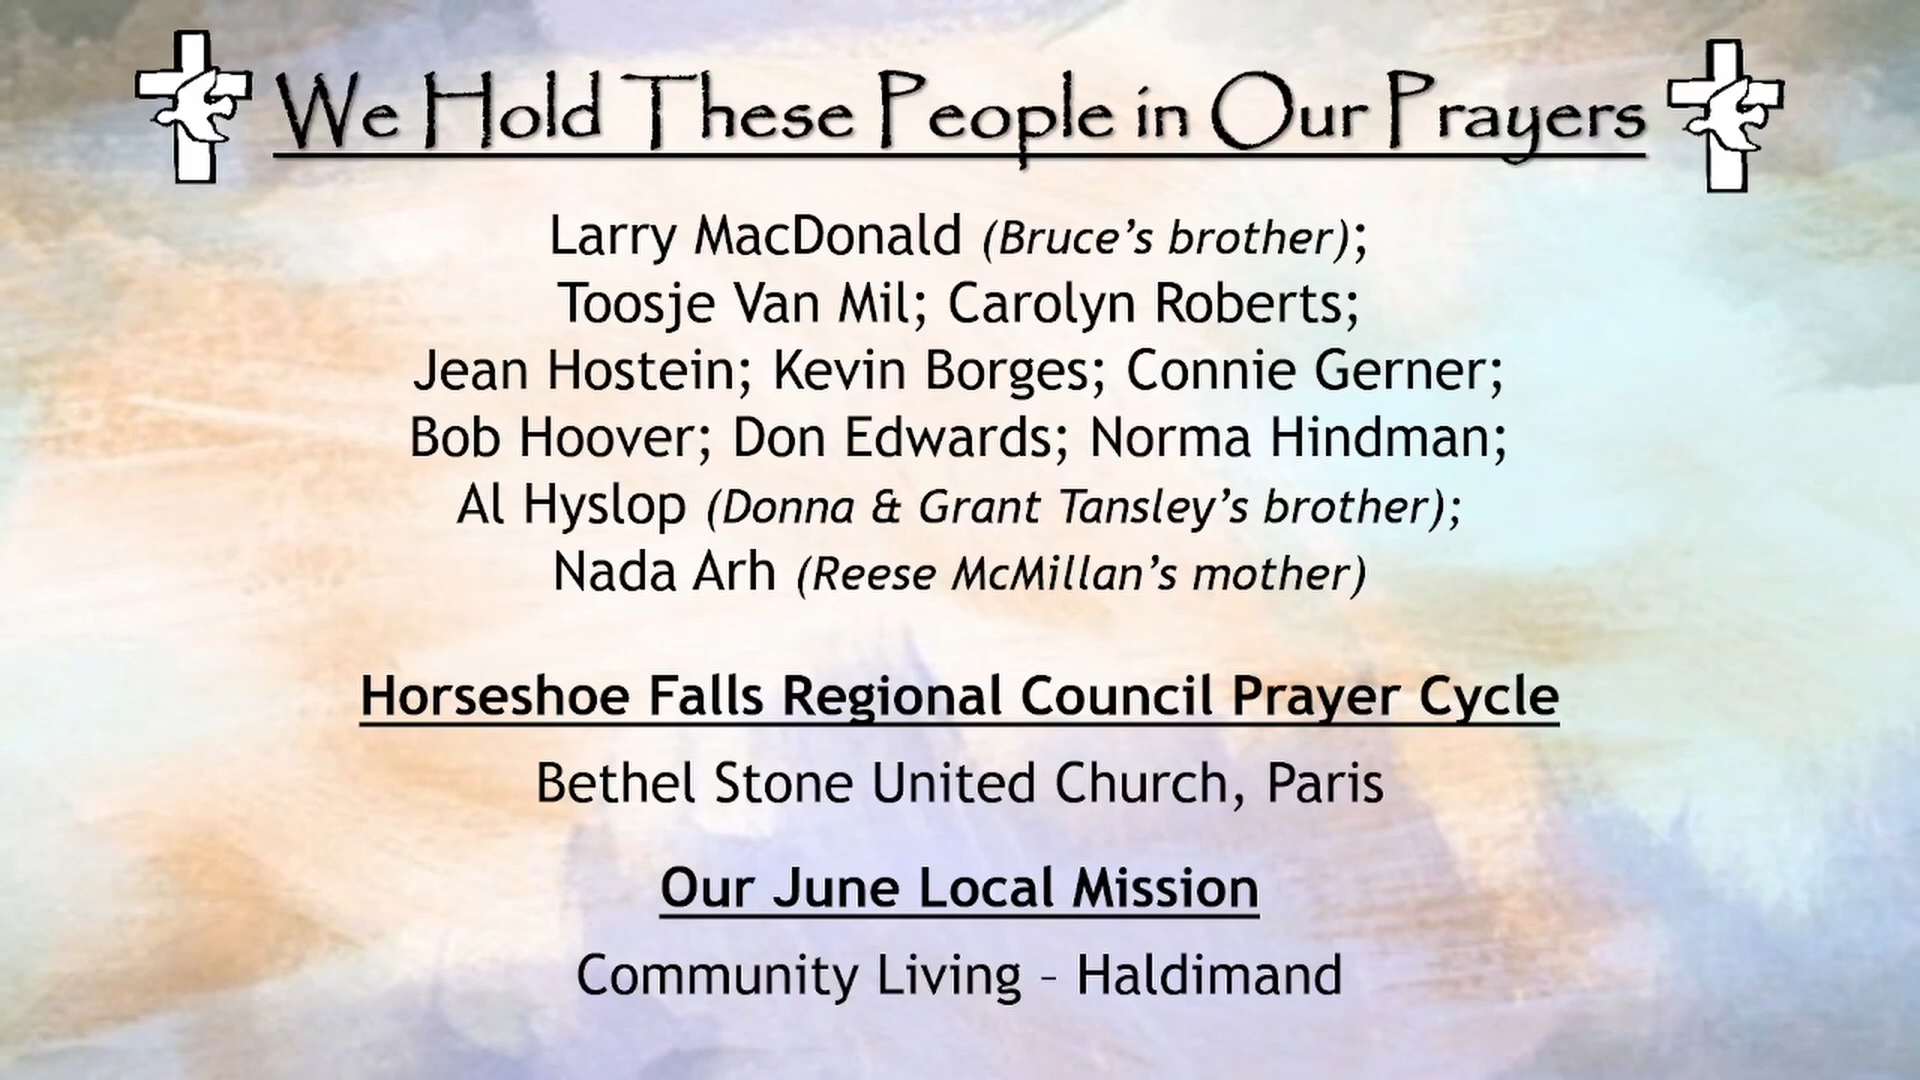 We Hold These People in Our Prayers
Larry MacDonald (Bruce’s brother);
Toosje Van Mil; Carolyn Roberts;
Jean Hostein; Kevin Borges; Connie Gerner;
Bob Hoover; Don Edwards; Norma Hindman;
Al Hyslop (Donna & Grant Tansley’s brother);
Nada Arh (Reese McMillan’s mother)
Horseshoe Falls Regional Council Prayer Cycle
Bethel Stone United Church, Paris
Our June Local Mission
Community Living – Haldimand